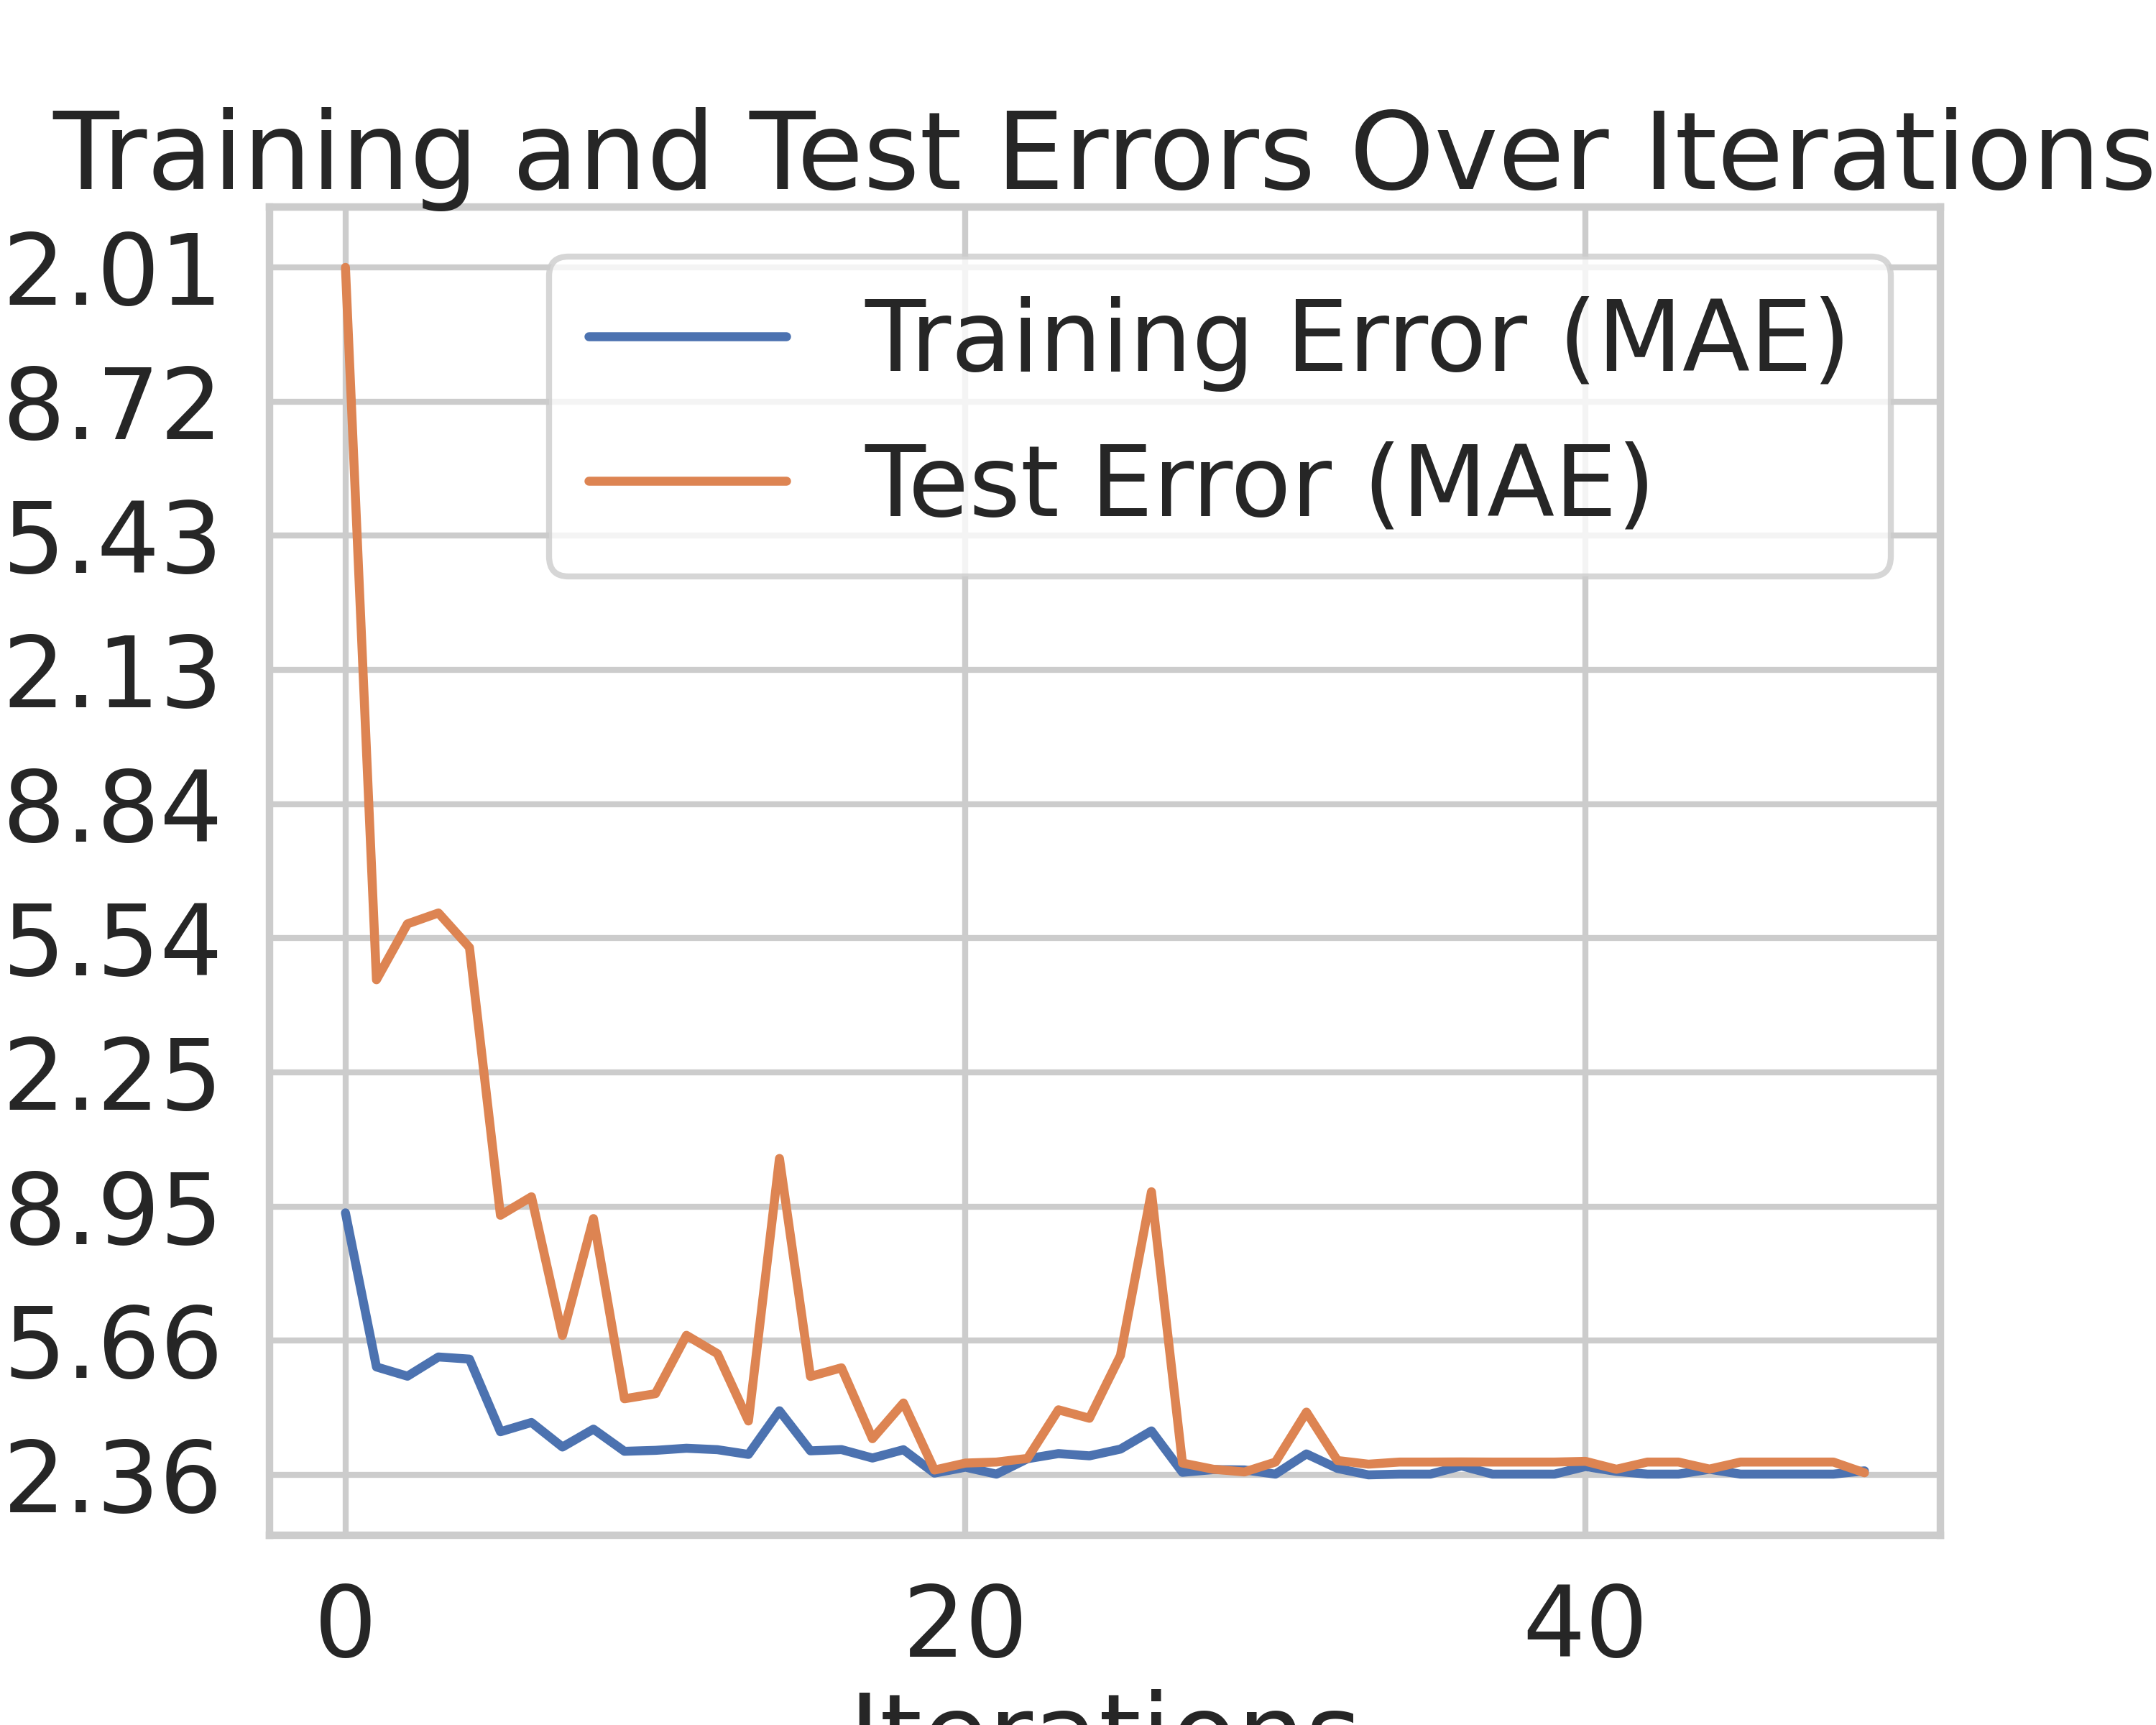 Training and Test Errors Over Iterations
2.01
8.72
5.43
2.13
8.84
5.54
2.25
8.95
5.66
2.36
Training Error (MAE)
Test Error (MAE)
0 20 40
Iterations